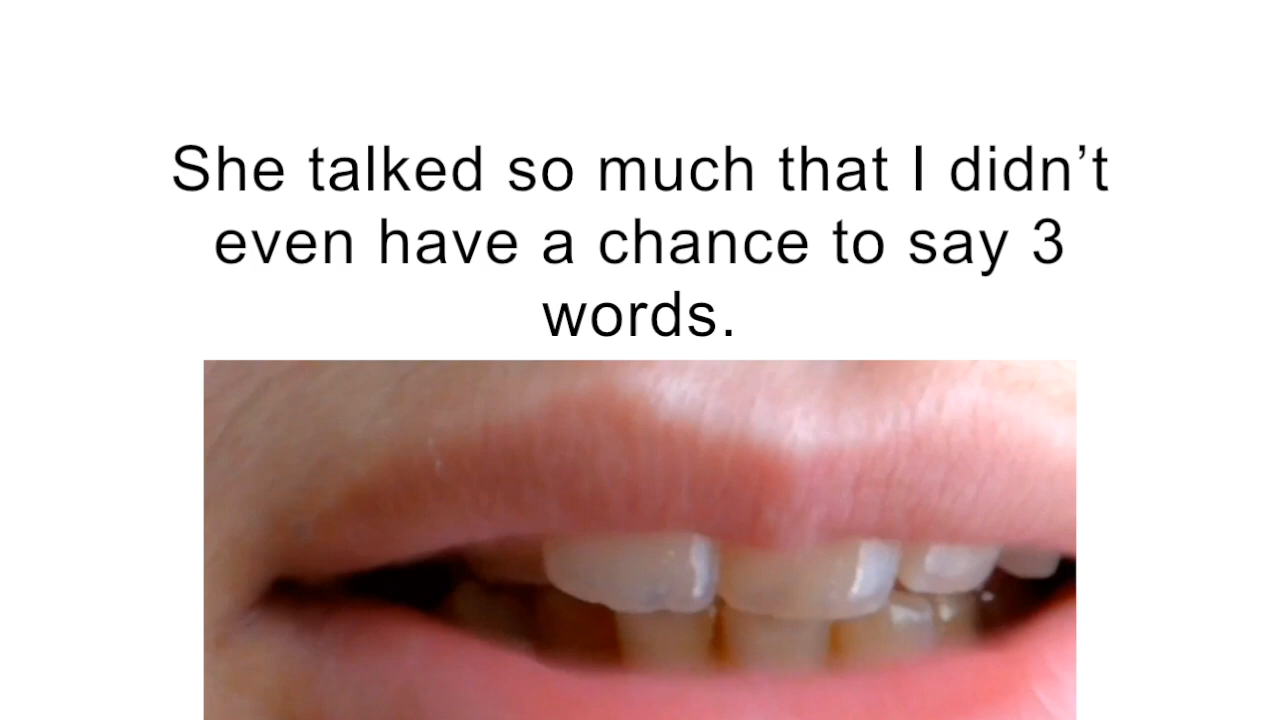 She talked so much that I didn’t
even have a chance to say 3
words.